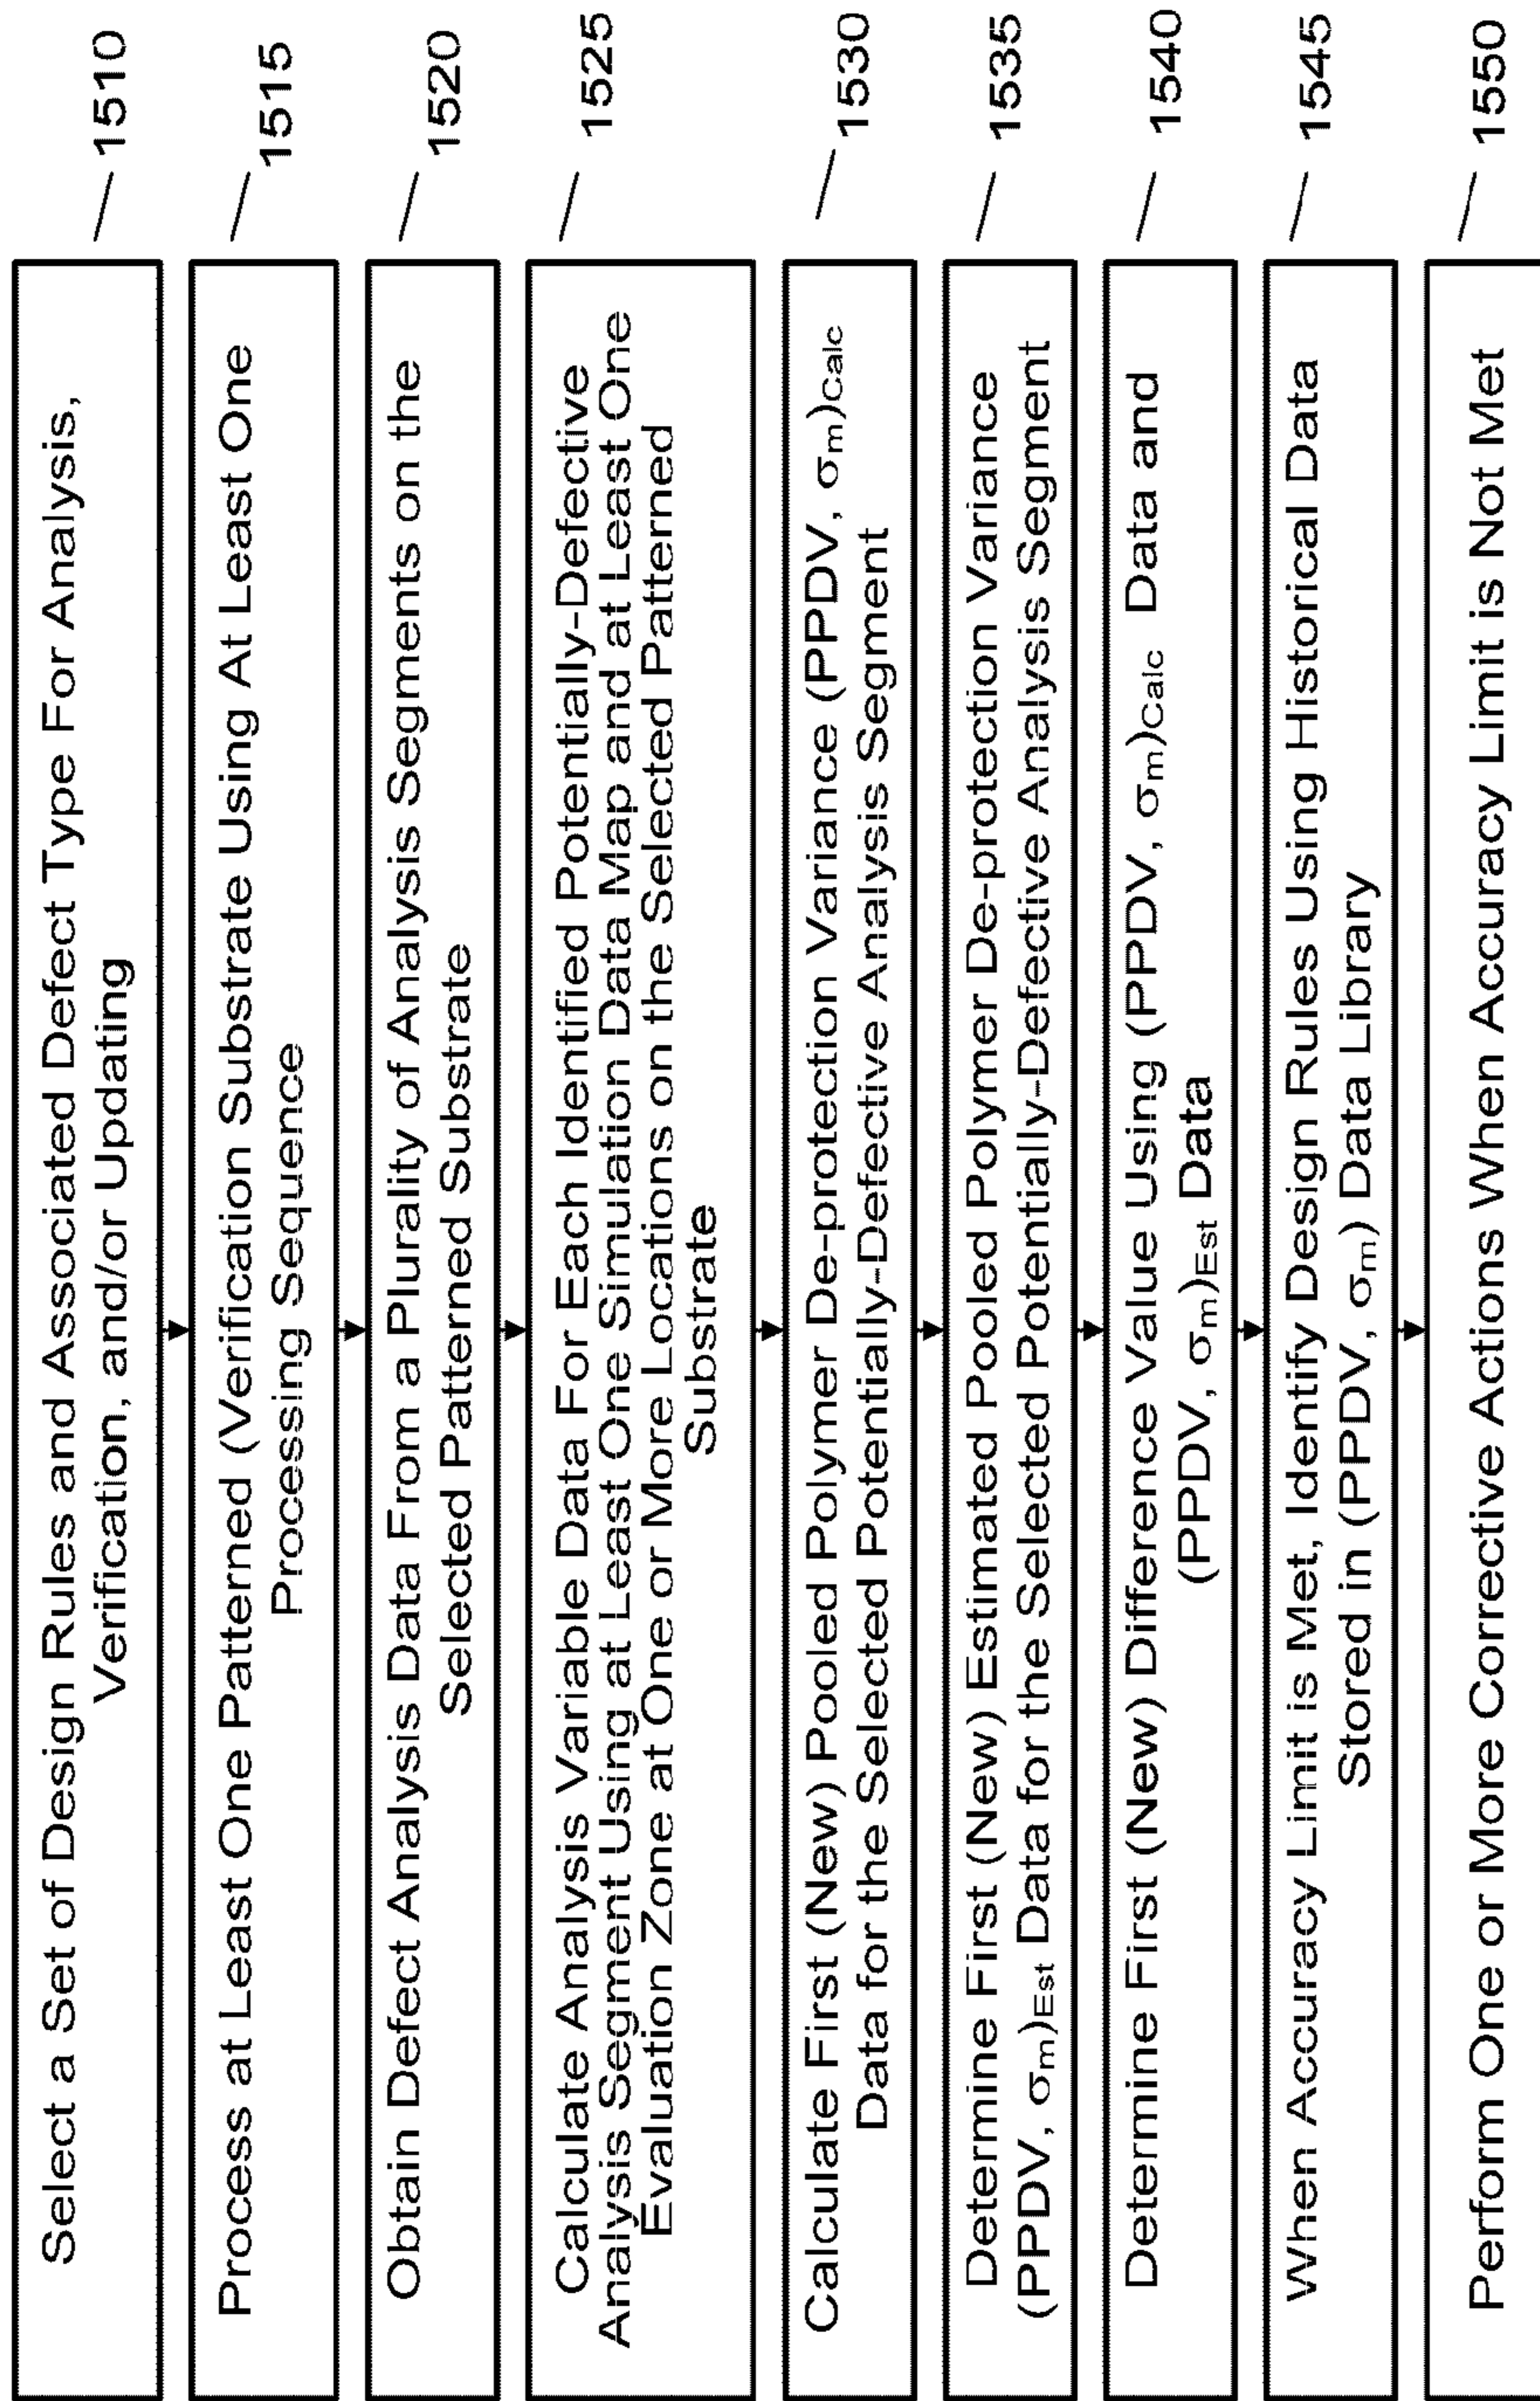 Select a Set of Design Rules and Associated Defect Type For Analysis,
Verification, and/or Updating
1510
Process at Least One Patterned (Verification Substrate Using At Least One
Processing Sequence
1515
Obtain Defect Analysis Data From a Plurality of Analysis Segments on the
Selected Patterned Substrate
1520
Calculate Analysis Variable Data For Each Identified Potentially-Defective
Analysis Segment Using at Least One Simulation Data Map and at Least One
Evaluation Zone at One or More Locations on the Selected Patterned
Substrate
1525
Calculate First (New) Pooled Polymer De-protection Variance (PPDV, σm)Calc
Data for the Selected Potentially-Defective Analysis Segment
1530
Determine First (New) Estimated Pooled Polymer De-protection Variance
(PPDV, σm)Est Data for the Selected Potentially-Defective Analysis Segment
1535
Determine First (New) Difference Value Using (PPDV, σm)Calc Data and
(PPDV, σm)Est Data
1540
When Accuracy Limit is Met, Identify Design Rules Using Historical Data
Stored in (PPDV, σm) Data Library
1545
Perform One or More Corrective Actions When Accuracy Limit is Not Met
1550